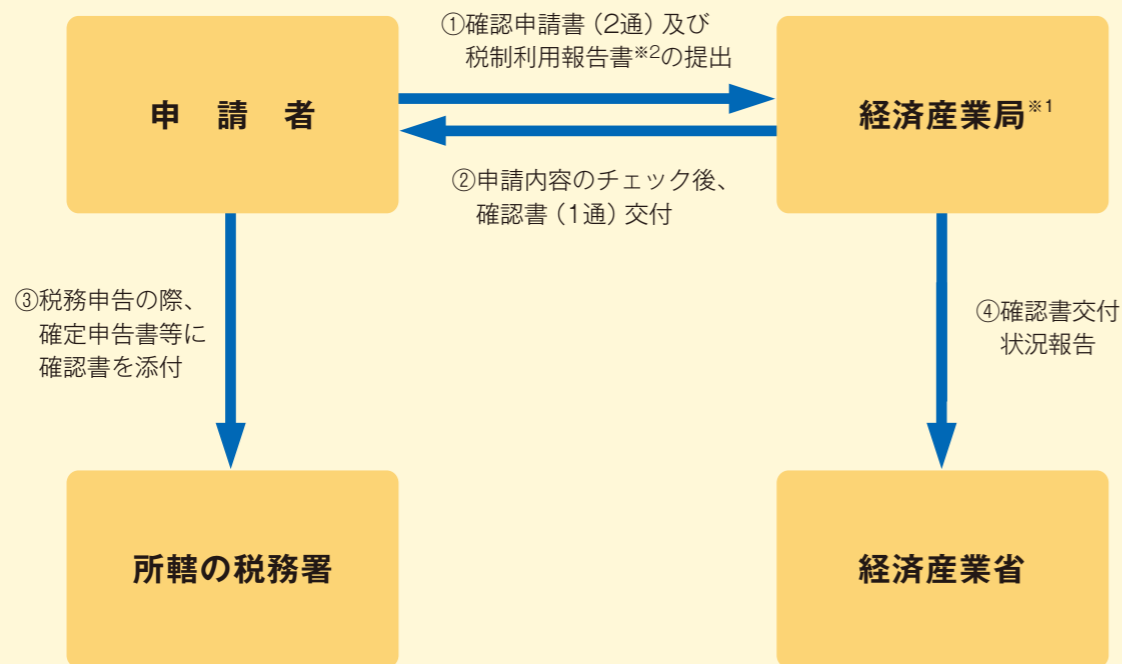 ①確認申請書（2通）及び
税制利用報告書※2の提出
申 請 者
経済産業局※1
②申請内容のチェック後、
確認書（1通）交付
③税務申告の際、
確定申告書等に
確認書を添付
④確認書交付
状況報告
所轄の税務署
経済産業省